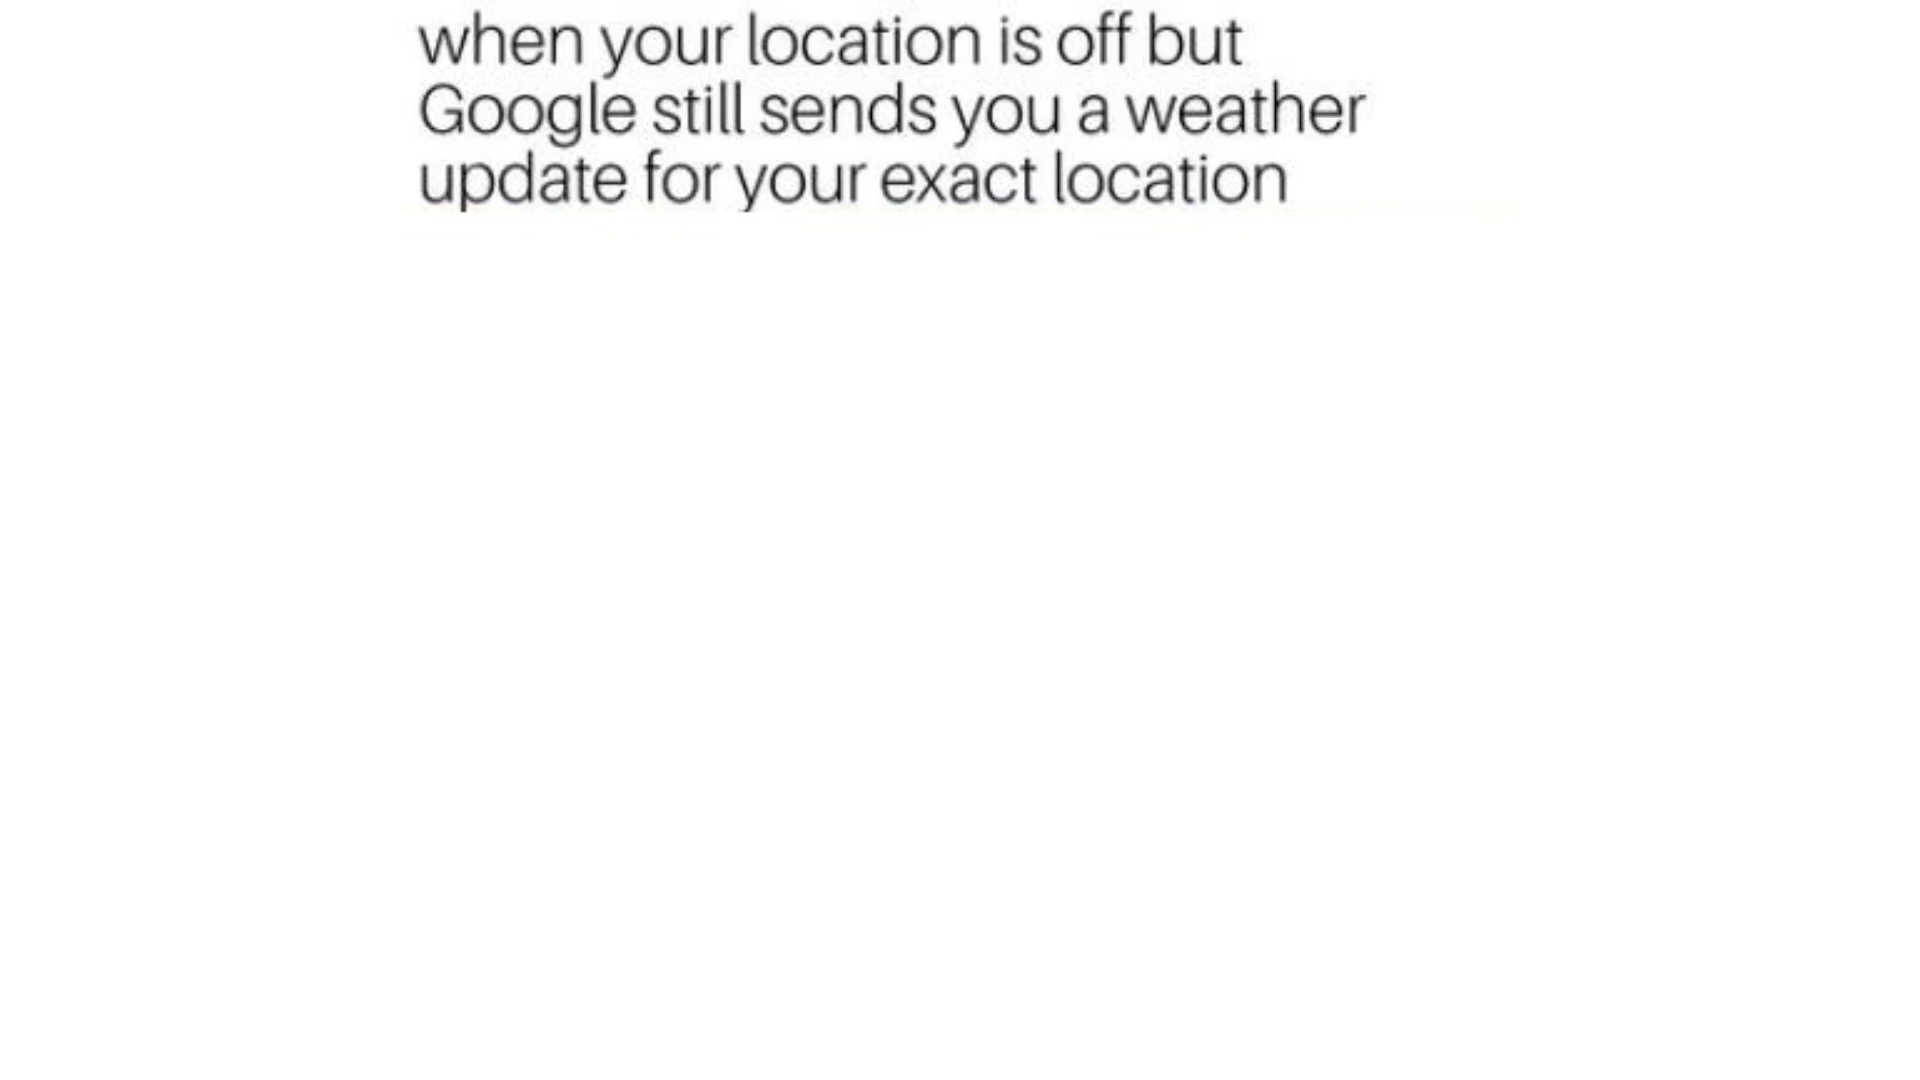 when your location is off but
Google still sends you a weather
update for your exact location